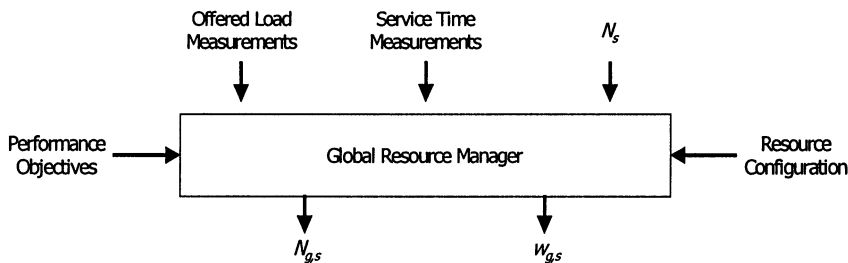 Offered Load
Measurements
Service Time
Measurements
Ns
Performance
Objectives
Global Resource Manager
Resource
Configuration
Ng,s
wg,s